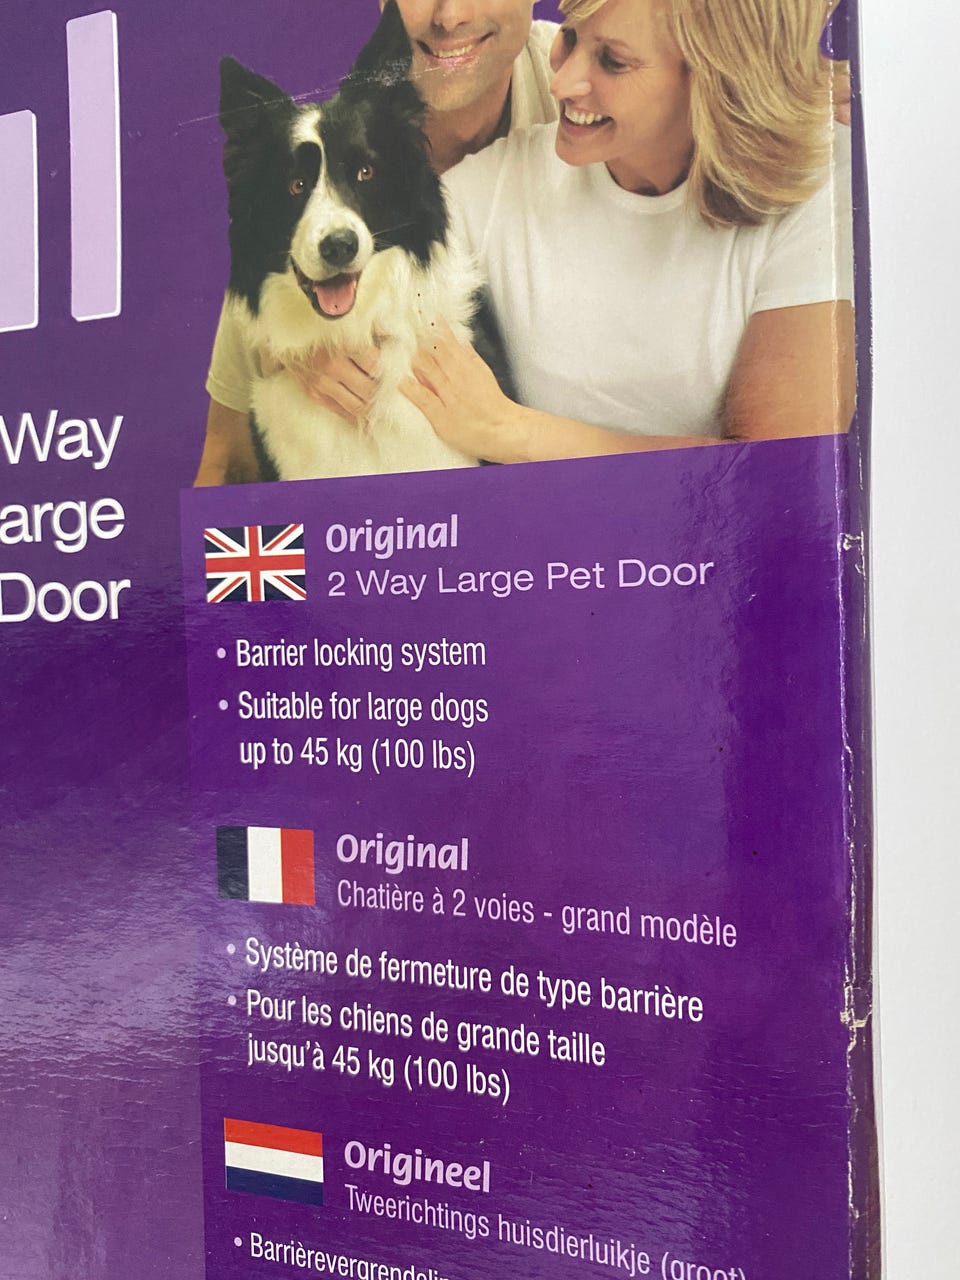 Way
Door
Original
2 Way Large Pet Door
• Barrier locking system
• Suitable for large dogs
up to 45 kg (100 lbs)
Original
Chatière à 2 voies - grand modèle
• Système de fermeture de type barrière
• Pour les chiens de grande taille
jusqu'à 45 kg (100 lbs)
Origineel
Tweerichtings huisdierluikje (groot)